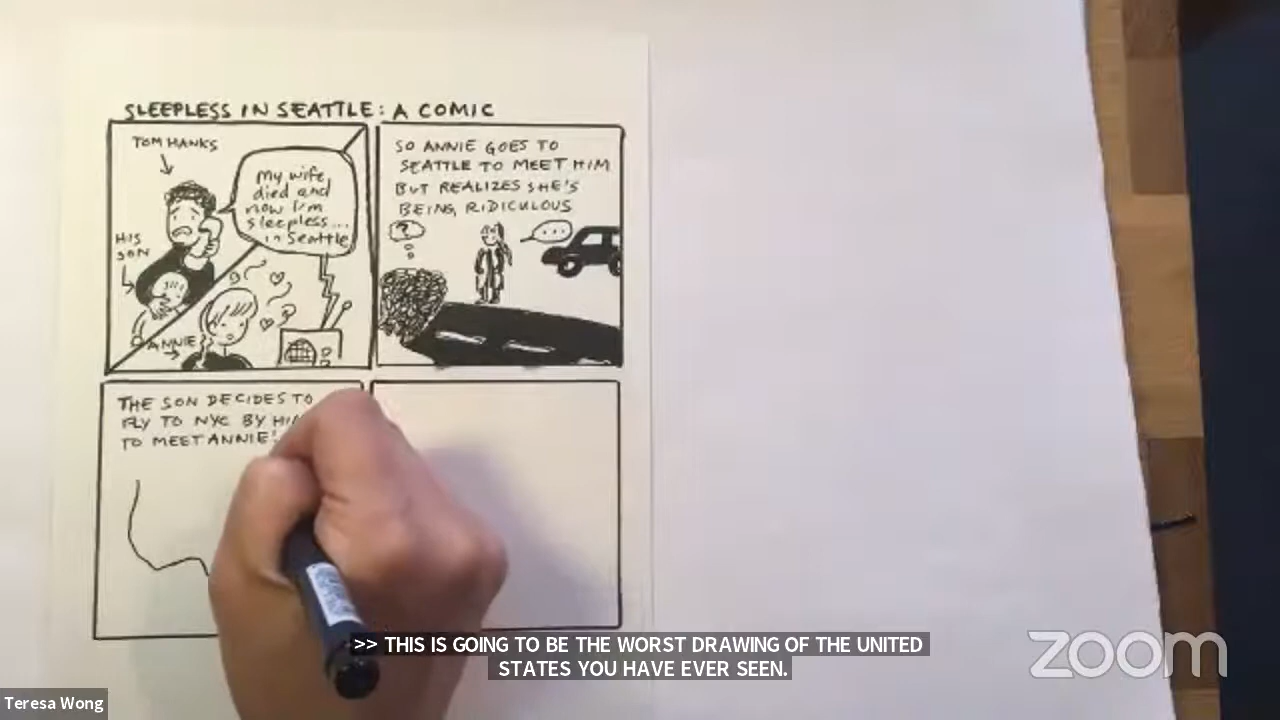 SLEEPLESS IN SEATTLE: A COMIC
TOM HANKS
My wife
died and
now I'm
sleepless...
in Seattle
HIS
SON
ANNIE
SO ANNIE GOES TO
SEATTLE TO MEET HIM
BUT REALIZES SHE'S
BEING RIDICULOUS
?
...
THE SON DECIDES TO
FLY TO NYC BY
TO MEET ANNIE
>> THIS IS GOING TO BE THE WORST DRAWING OF THE UNITED
STATES YOU HAVE EVER SEEN.
zoom
Teresa Wong